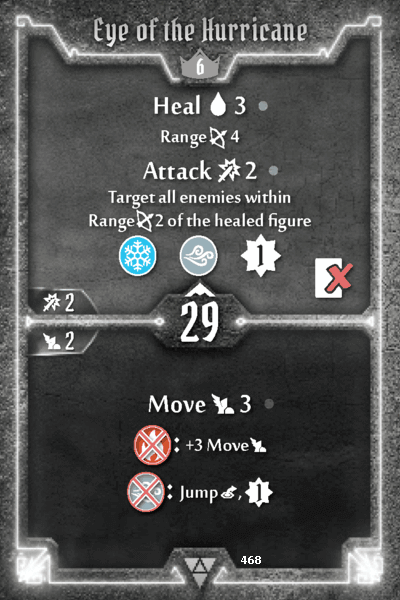 Eye of the Hurricane
6
Heal 3
Range 4
Attack 2
Target all enemies within
Range 2 of the healed figure
1
2
29
2
Move 3
: +3 Move
: Jump , 1
468